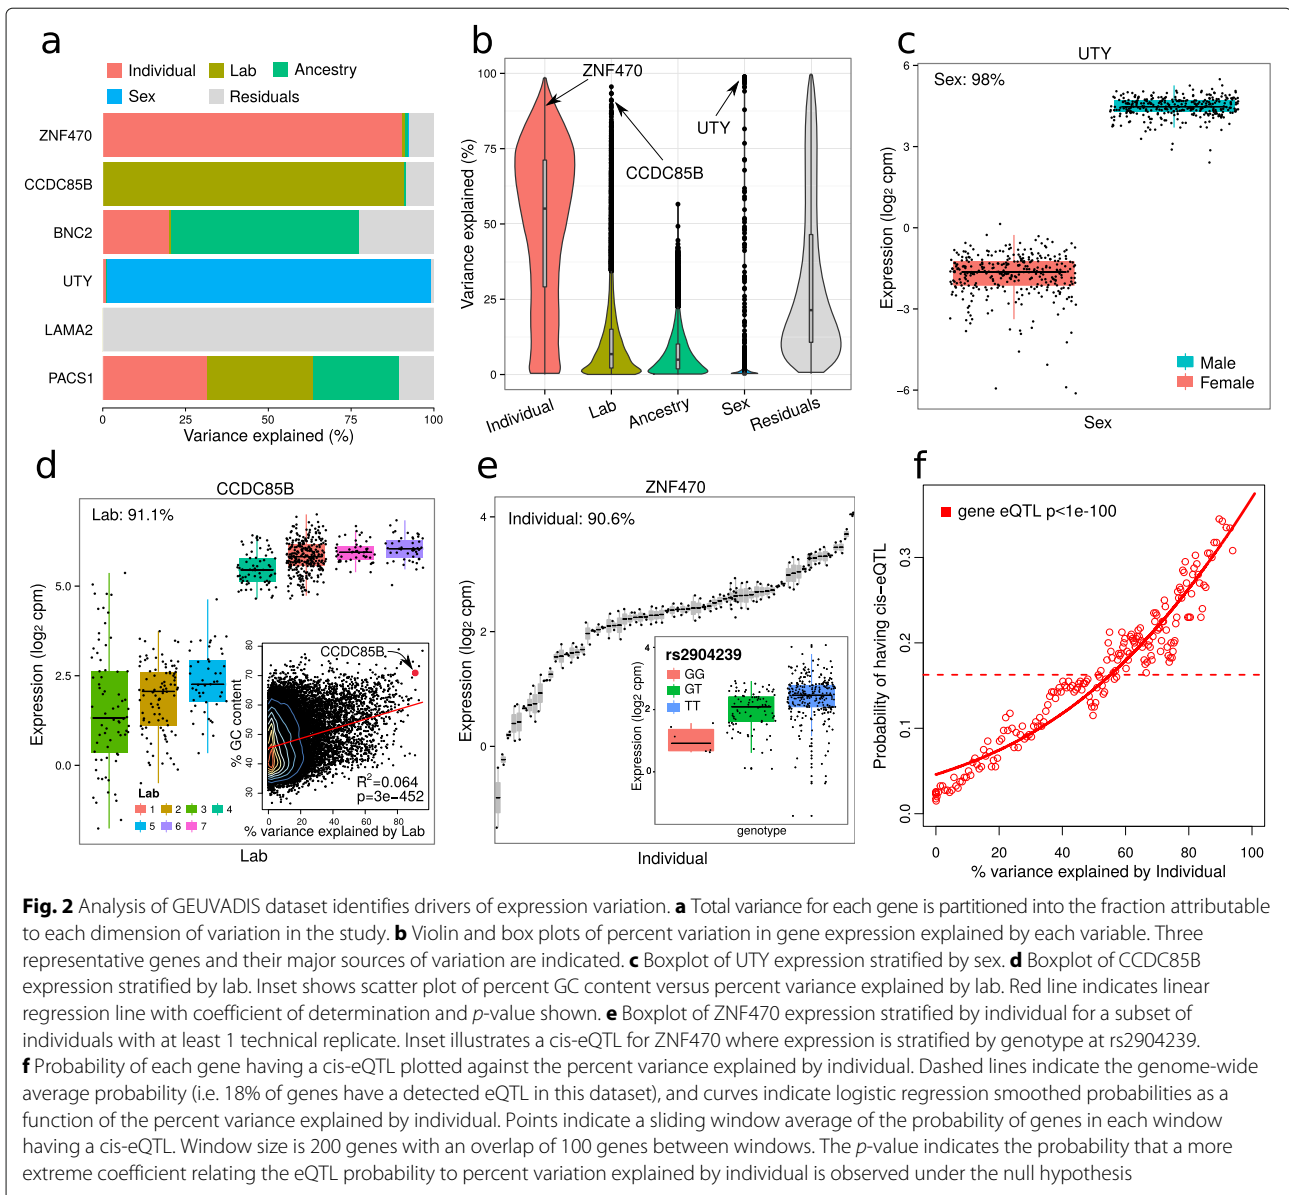 a
Individual Lab Ancestry
Sex Residuals
ZNF470
CCDC85B
BNC2
UTY
LAMA2
PACS1
0 25 50 75 100
Variance explained (%)
b
Variance explained (%)
100
75
50
25
0
ZNF470
UTY
CCDC85B
Individual Lab Ancestry Sex Residuals
c
UTY
Sex: 98%
Expression (log2 cpm)
6
3
0
−3
−6
Male
Female
Sex
d
CCDC85B
Lab: 91.1%
Expression (log2 cpm)
5.0
2.5
0.0
Lab
1 2 3 4
5 6 7
Lab
% GC content
80
70
60
50
40
30
CCDC85B
R2=0.064
p=3e−452
0 20 40 60 80
% variance explained by Lab
e
ZNF470
Individual: 90.6%
Expression (log2 cpm)
4
2
0
Individual
rs2904239
GG
GT
TT
Expression (log2 cpm)
4
2
0
genotype
f
gene eQTL p<1e-100
Probability of having cis−eQTL
0.3
0.2
0.1
0.0
0 20 40 60 80 100
% variance explained by Individual
Fig. 2 Analysis of GEUVADIS dataset identifies drivers of expression variation. a Total variance for each gene is partitioned into the fraction attributable
to each dimension of variation in the study. b Violin and box plots of percent variation in gene expression explained by each variable. Three
representative genes and their major sources of variation are indicated. c Boxplot of UTY expression stratified by sex. d Boxplot of CCDC85B
expression stratified by lab. Inset shows scatter plot of percent GC content versus percent variance explained by lab. Red line indicates linear
regression line with coefficient of determination and p-value shown. e Boxplot of ZNF470 expression stratified by individual for a subset of
individuals with at least 1 technical replicate. Inset illustrates a cis-eQTL for ZNF470 where expression is stratified by genotype at rs2904239.
f Probability of each gene having a cis-eQTL plotted against the percent variance explained by individual. Dashed lines indicate the genome-wide
average probability (i.e. 18% of genes have a detected eQTL in this dataset), and curves indicate logistic regression smoothed probabilities as a
function of the percent variance explained by individual. Points indicate a sliding window average of the probability of genes in each window
having a cis-eQTL. Window size is 200 genes with an overlap of 100 genes between windows. The p-value indicates the probability that a more
extreme coefficient relating the eQTL probability to percent variation explained by individual is observed under the null hypothesis